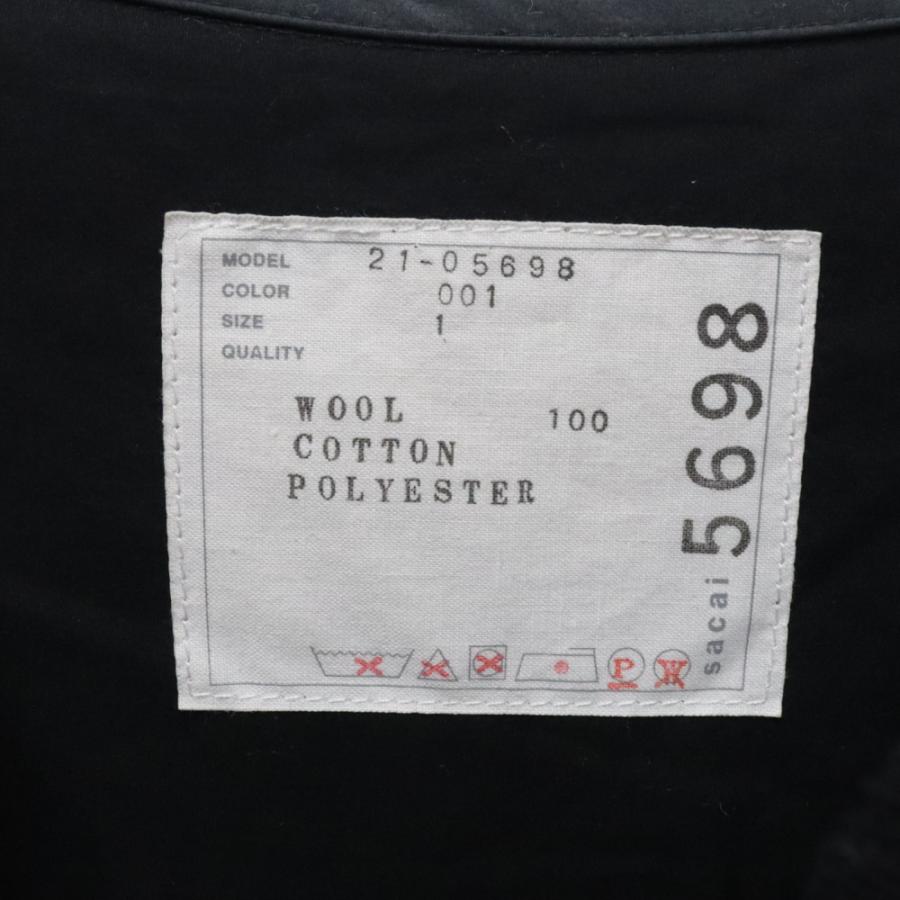 MODEL 21-05698
COLOR 001
SIZE 1
QUALITY
WOOL 100
COTTON
POLYESTER
P W
sacai 5698